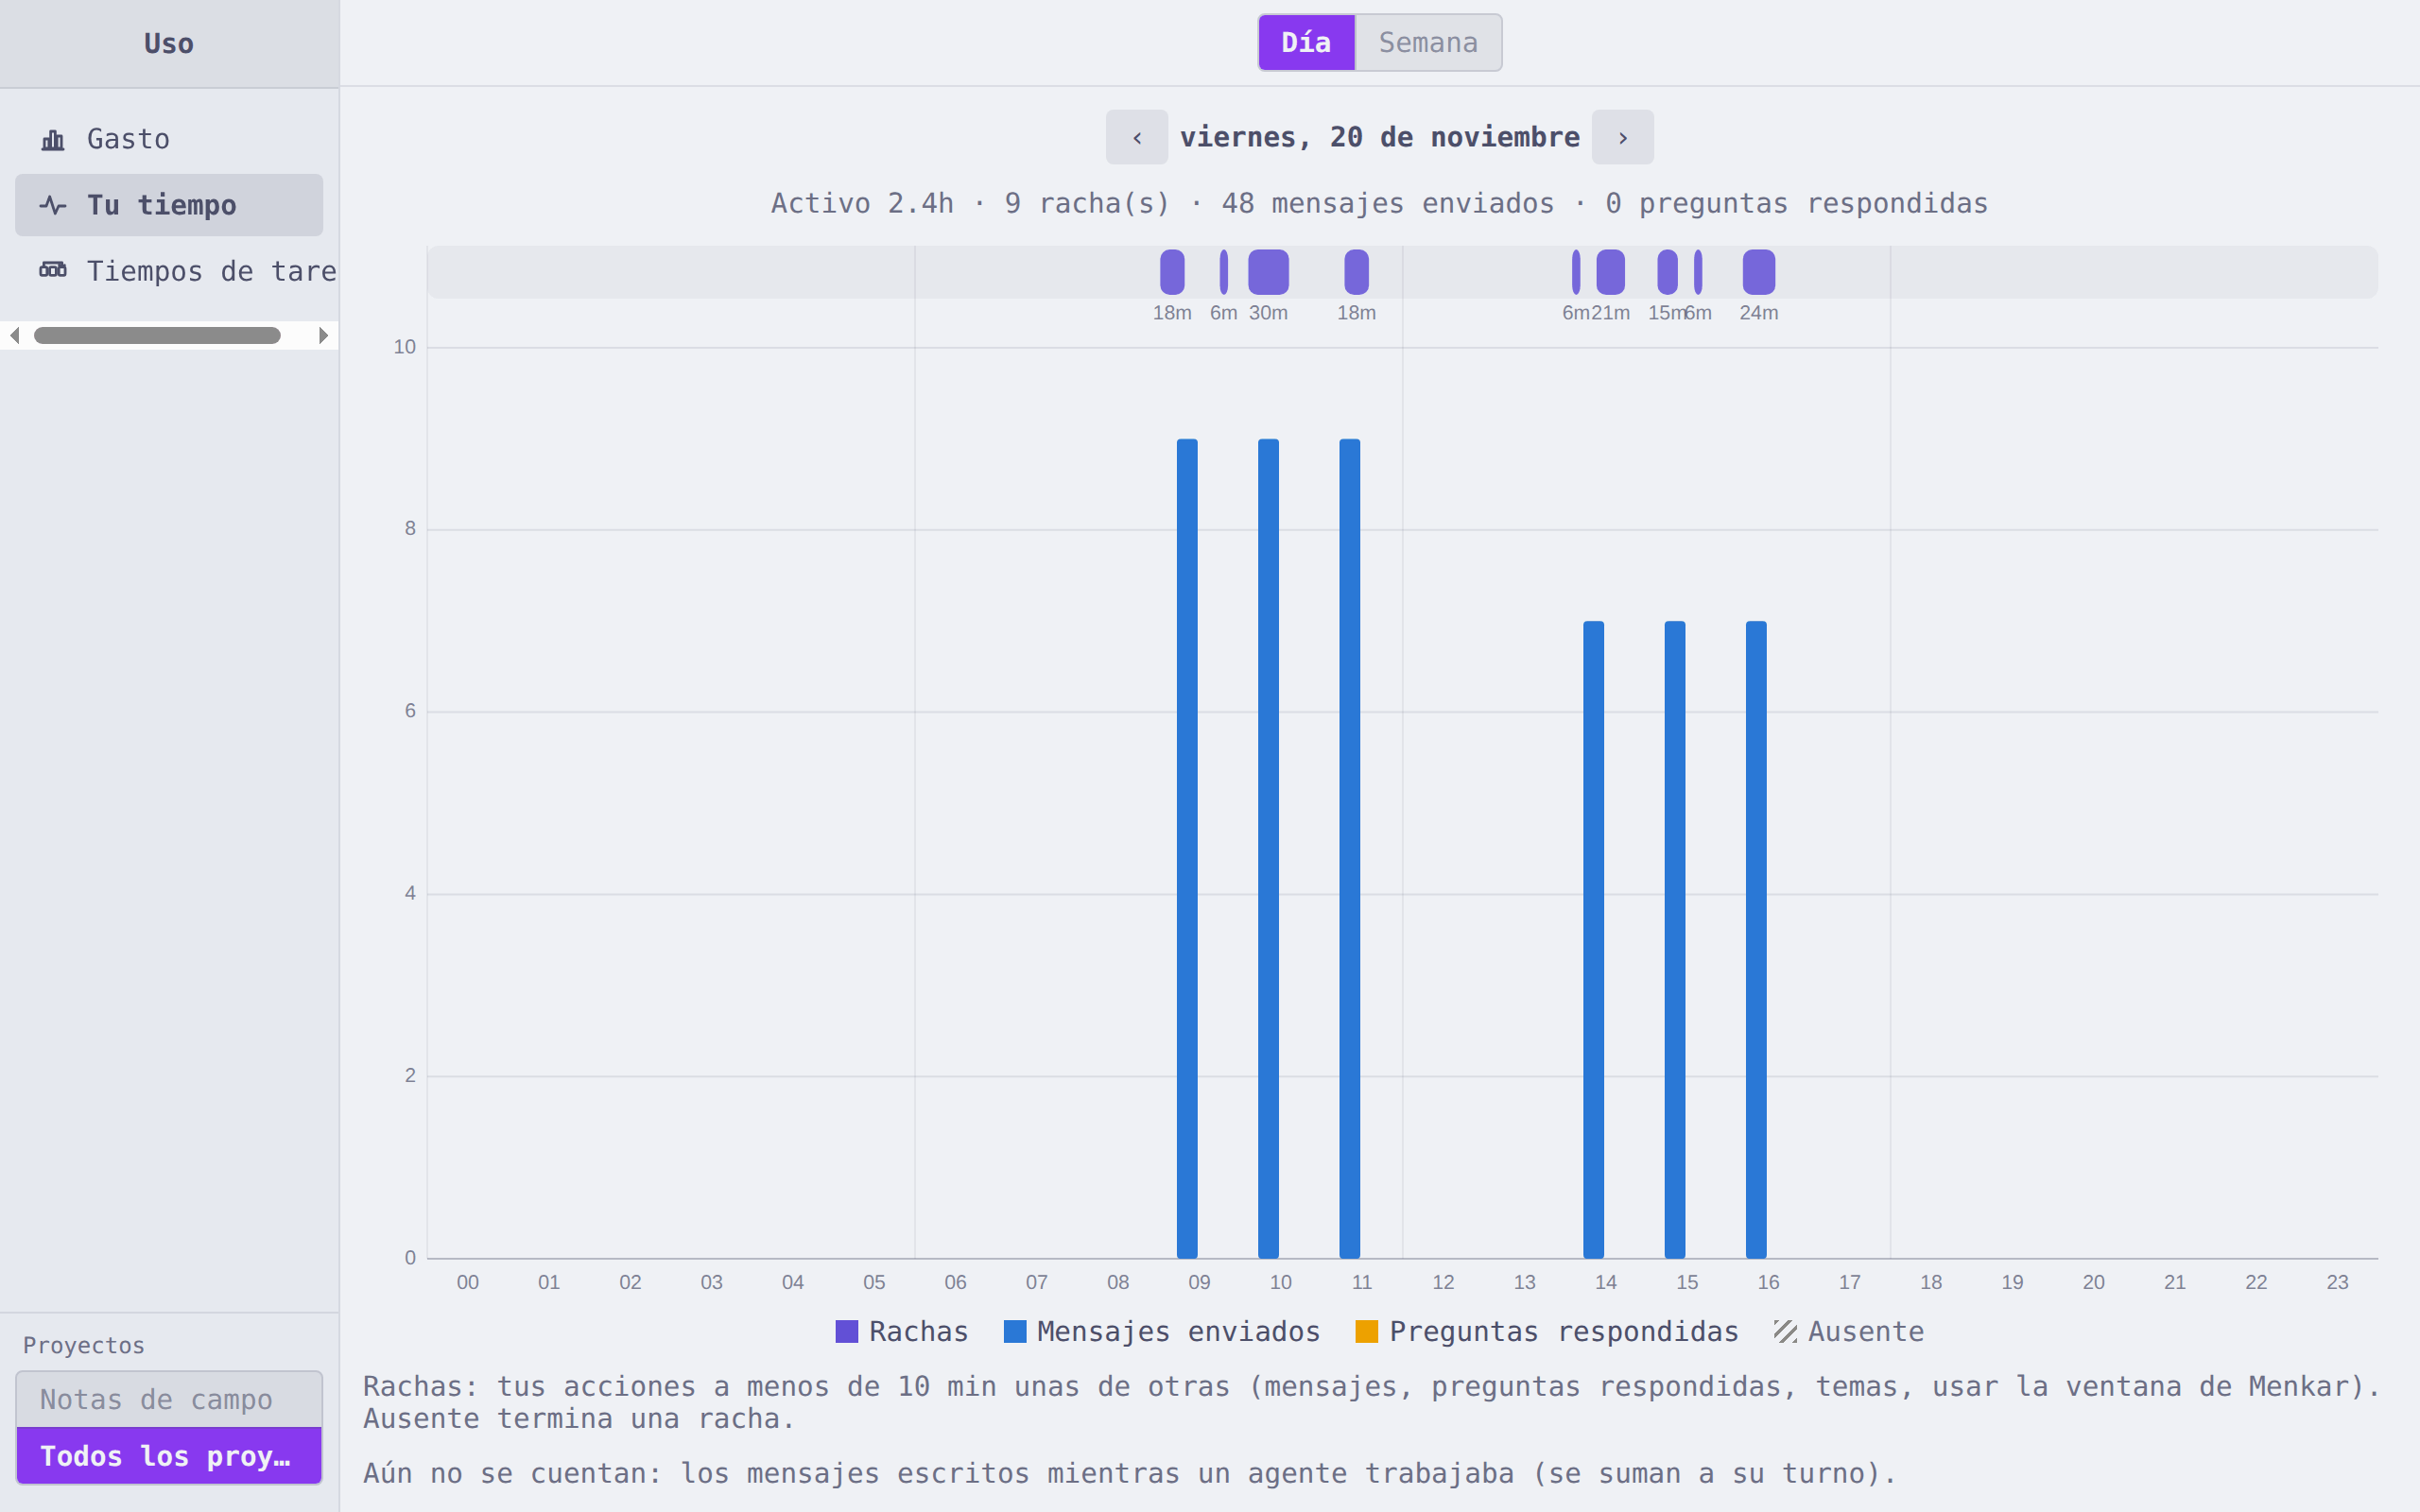 Uso
Gasto
Tu tiempo
Tiempos de tare
Proyectos
Notas de campo
Todos los proy…
Día Semana
‹ viernes, 20 de noviembre ›
Activo 2.4h · 9 racha(s) · 48 mensajes enviados · 0 preguntas respondidas
18m 6m 30m 18m 6m 21m 15m 6m 24m
10
8
6
4
2
0
00 01 02 03 04 05 06 07 08 09 10 11 12 13 14 15 16 17 18 19 20 21 22 23
Rachas Mensajes enviados Preguntas respondidas Ausente
Rachas: tus acciones a menos de 10 min unas de otras (mensajes, preguntas respondidas, temas, usar la ventana de Menkar).
Ausente termina una racha.
Aún no se cuentan: los mensajes escritos mientras un agente trabajaba (se suman a su turno).